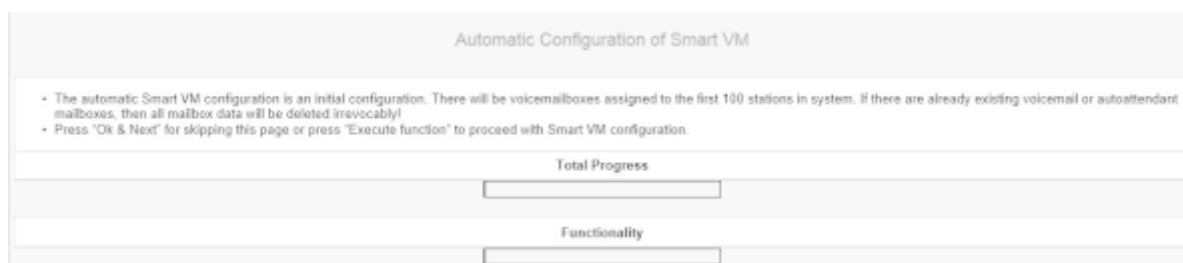 Automatic Configuration of Smart VM
• The automatic Smart VM configuration is an initial configuration. There will be voicemailboxes assigned to the first 100 stations in system. If there are already existing voicemail or autoattendant
mailboxes, then all mailbox data will be deleted irrevocably!
• Press "Ok & Next" for skipping this page or press "Execute function" to proceed with Smart VM configuration.
Total Progress
Functionality